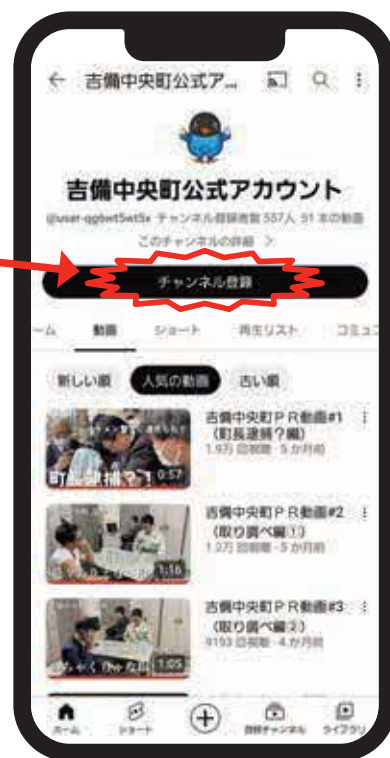 吉備中央町公式ア...
吉備中央町公式アカウント
@user-qg6wt5wt5x チャンネル登録者数 557人 91 本の動画
このチャンネルの詳細 >
チャンネル登録
ーム 動画 ショート 再生リスト コミュニ
新しい順 人気の動画 古い順
吉備中央町PR動画#1
(町長逮捕?編)
1.9万 回視聴・5 か月前
町長逮捕?!
0:57
吉備中央町PR動画#2
(取り調べ編①)
1.2万 回視聴・5 か月前
1:16
吉備中央町PR動画#3
(取り調べ編②)
9193 回視聴・4 か月前
1:05
ホーム ショート 登録チャンネル ライブラリ